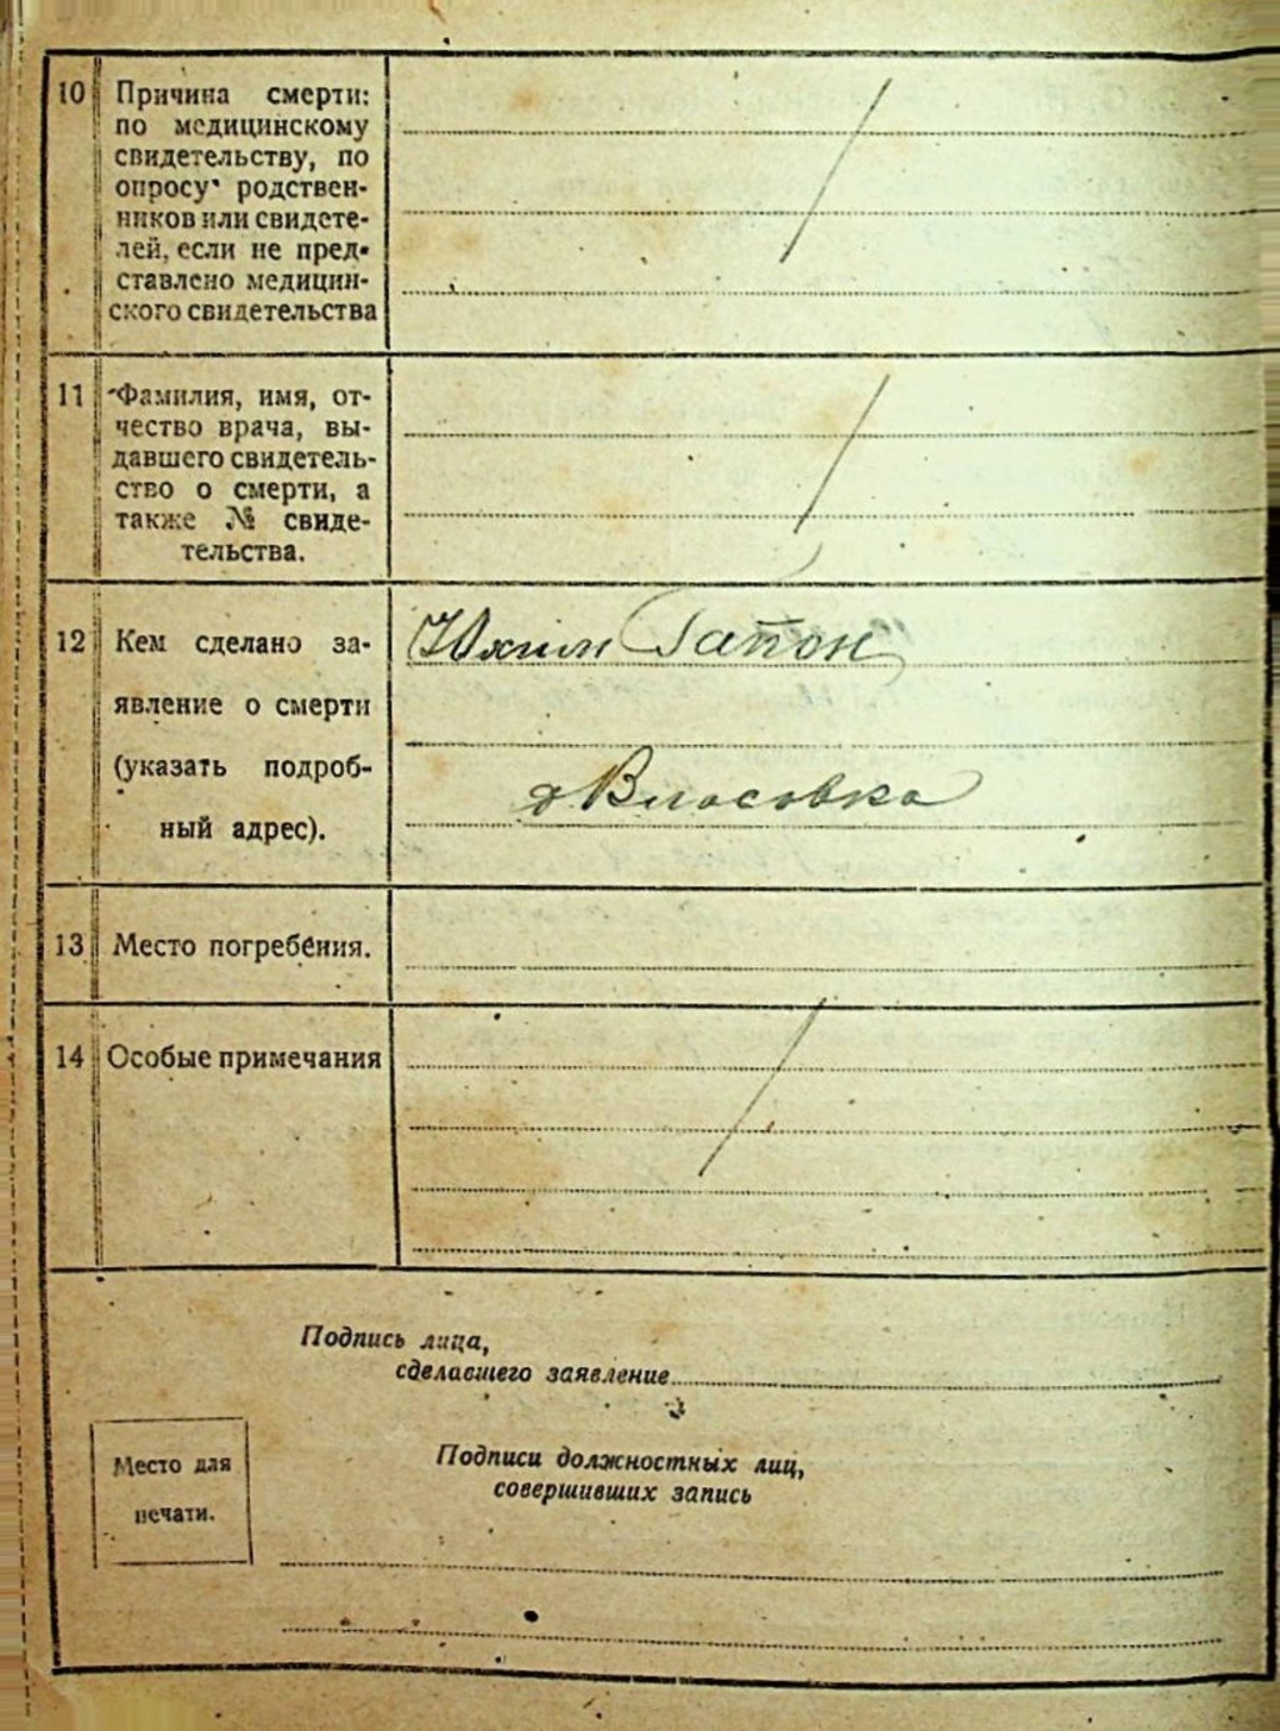 10 Причина смерти:
по медицинскому
свидетельству, по
опросу родствен-
ников или свидете-
лей, если не пред-
ставлено медицин-
ского свидетельства
11 Фамилия, имя, от-
чество врача, вы-
давшего свидетель-
ство о смерти, а
также № свиде-
тельства.
12 Кем сделано за-
явление о смерти
(указать подроб-
ный адрес).
Юхим Гапон
д Власовка
13 Место погребения.
14 Особые примечания
Подпись лица,
сделавшего заявление
Место для
печати.
Подписи должностных лиц,
совершивших запись